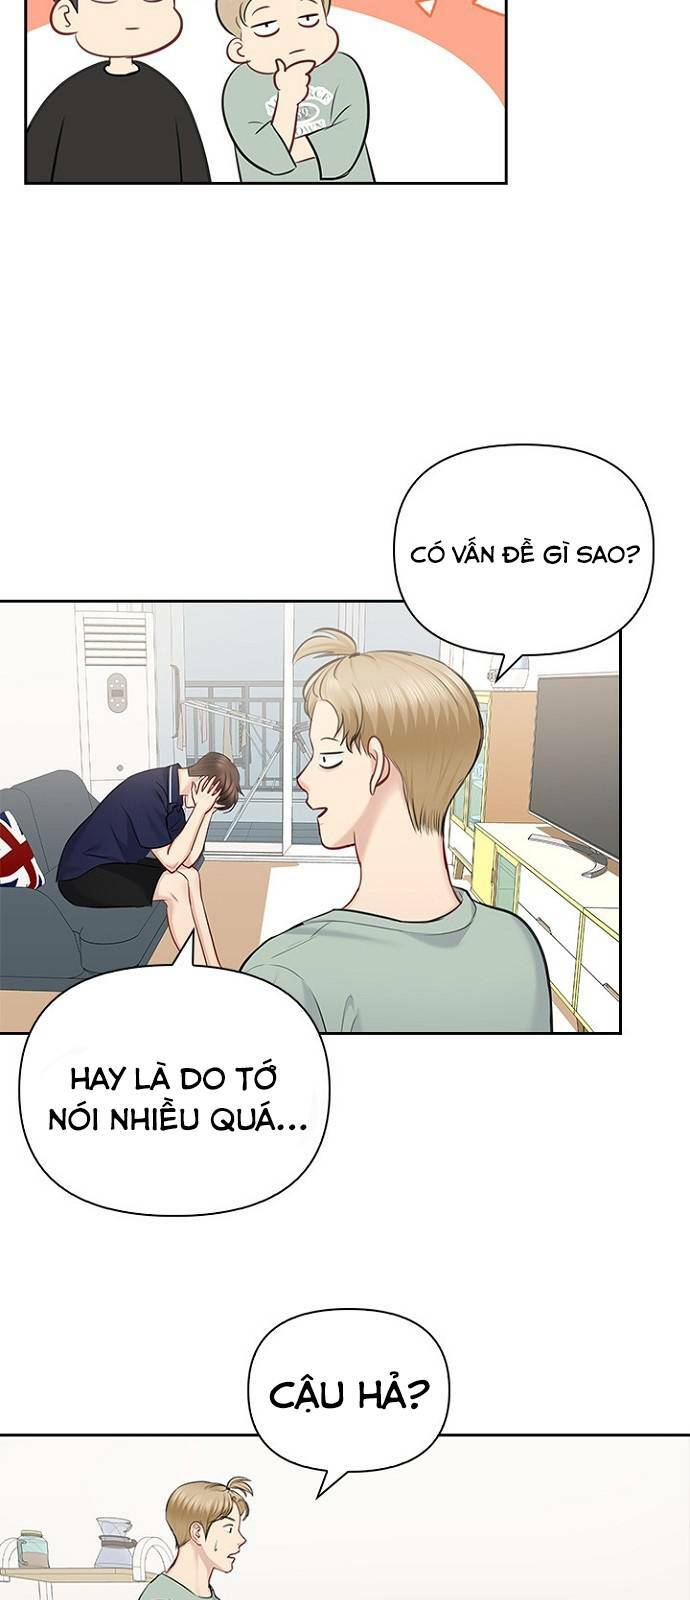 CÓ VẤN ĐỀ GÌ SAO?
HAY LÀ DO TỚ
NÓI NHIỀU QUÁ...
CẬU HẢ?